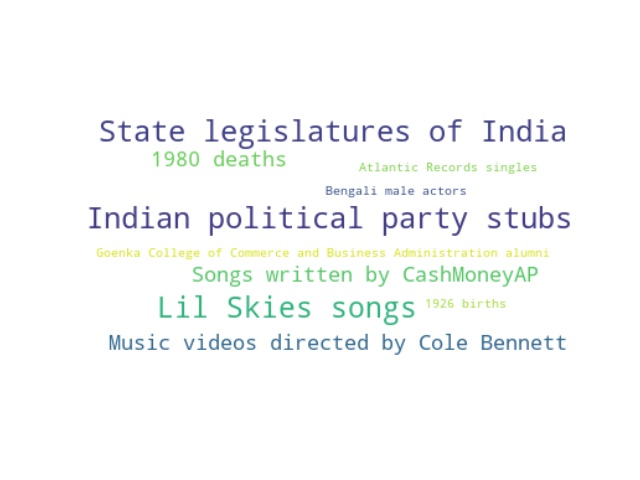 State legislatures of India
1980 deaths
Atlantic Records singles
Bengali male actors
Indian political party stubs
Goenka College of Commerce and Business Administration alumni
Songs written by CashMoneyAP
Lil Skies songs
1926 births
Music videos directed by Cole Bennett